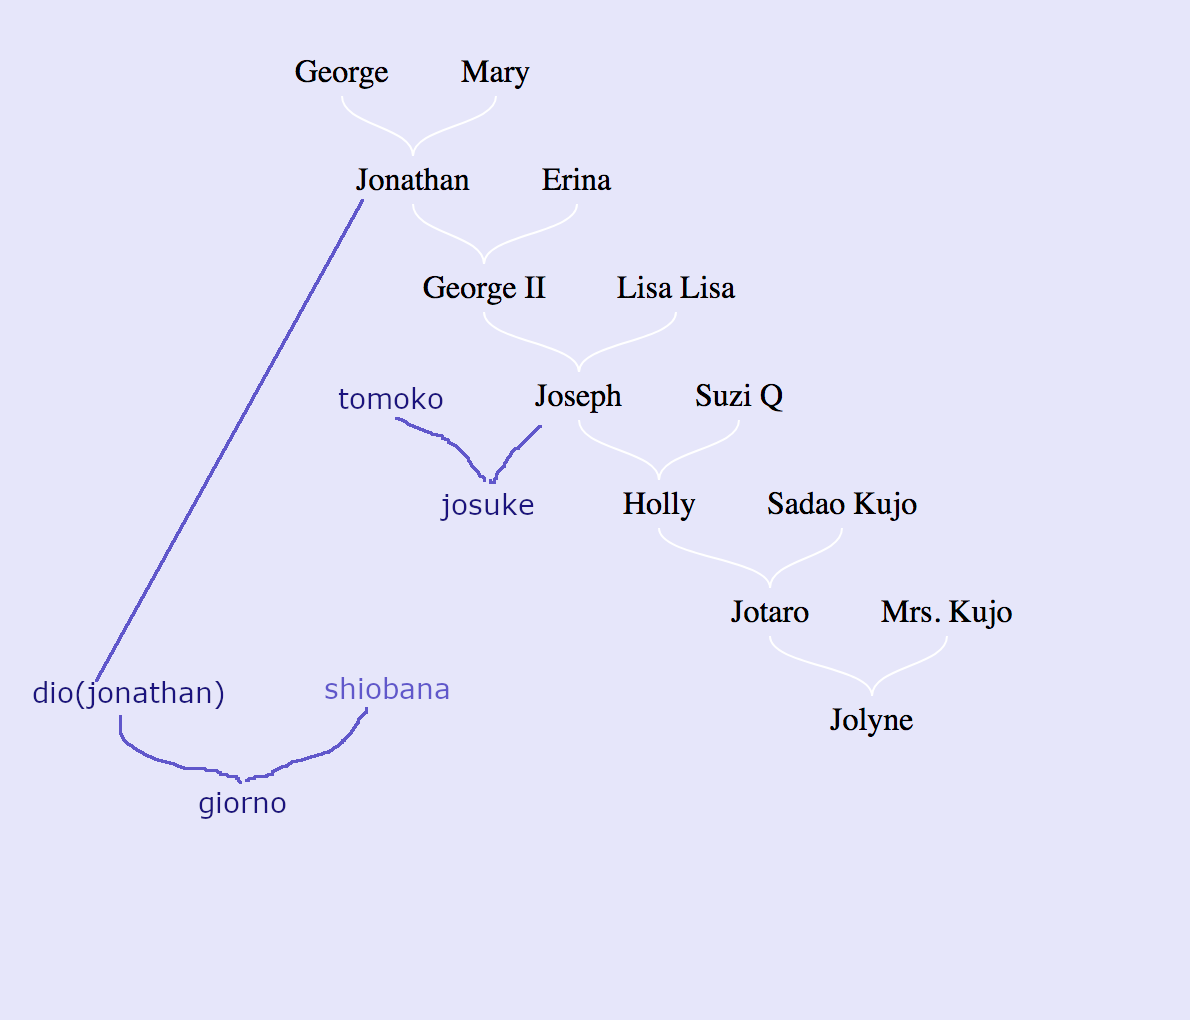 George Mary
Jonathan Erina
George II Lisa Lisa
tomoko Joseph Suzi Q
josuke Holly Sadao Kujo
Jotaro Mrs. Kujo
dio(jonathan) shiobana Jolyne
giorno